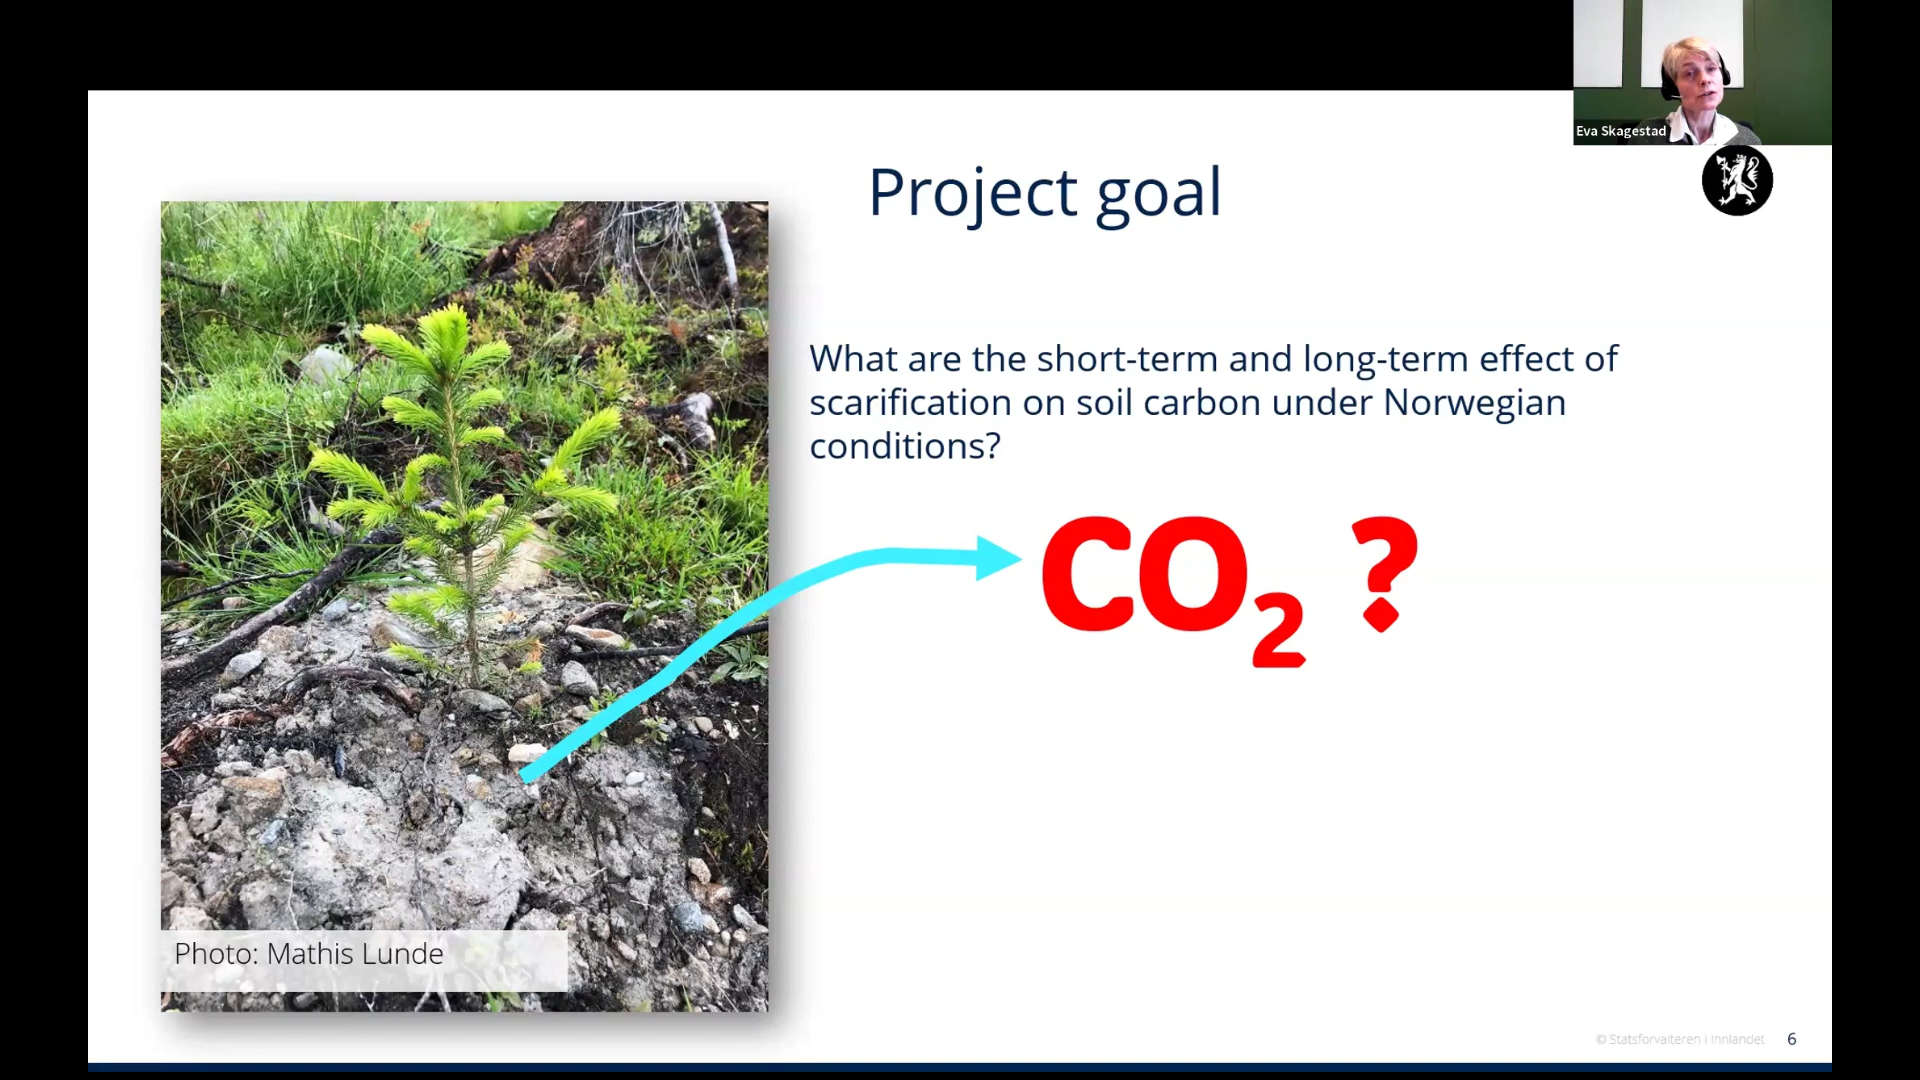 Eva Skagestad
Project goal
What are the short-term and long-term effect of
scarification on soil carbon under Norwegian
conditions?
CO₂ ?
Photo: Mathis Lunde
© Statsforvalteren i Innlandet 6